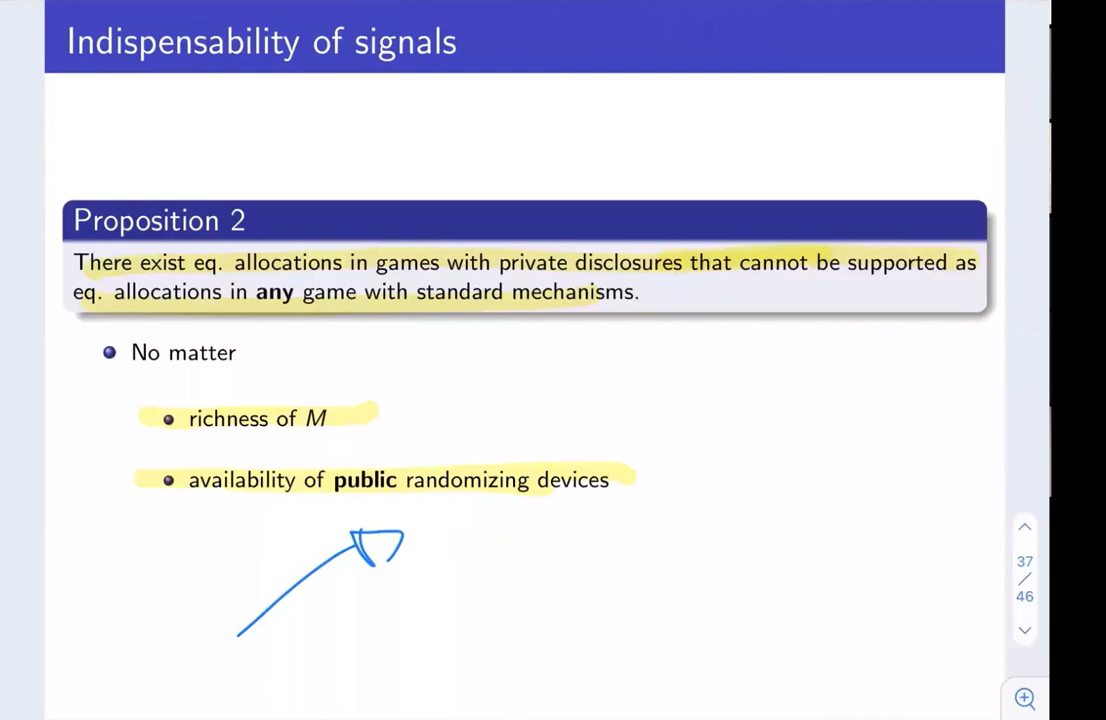 Indispensability of signals
Proposition 2
There exist eq. allocations in games with private disclosures that cannot be supported as
eq. allocations in any game with standard mechanisms.
No matter
richness of M
availability of public randomizing devices
37
/
46